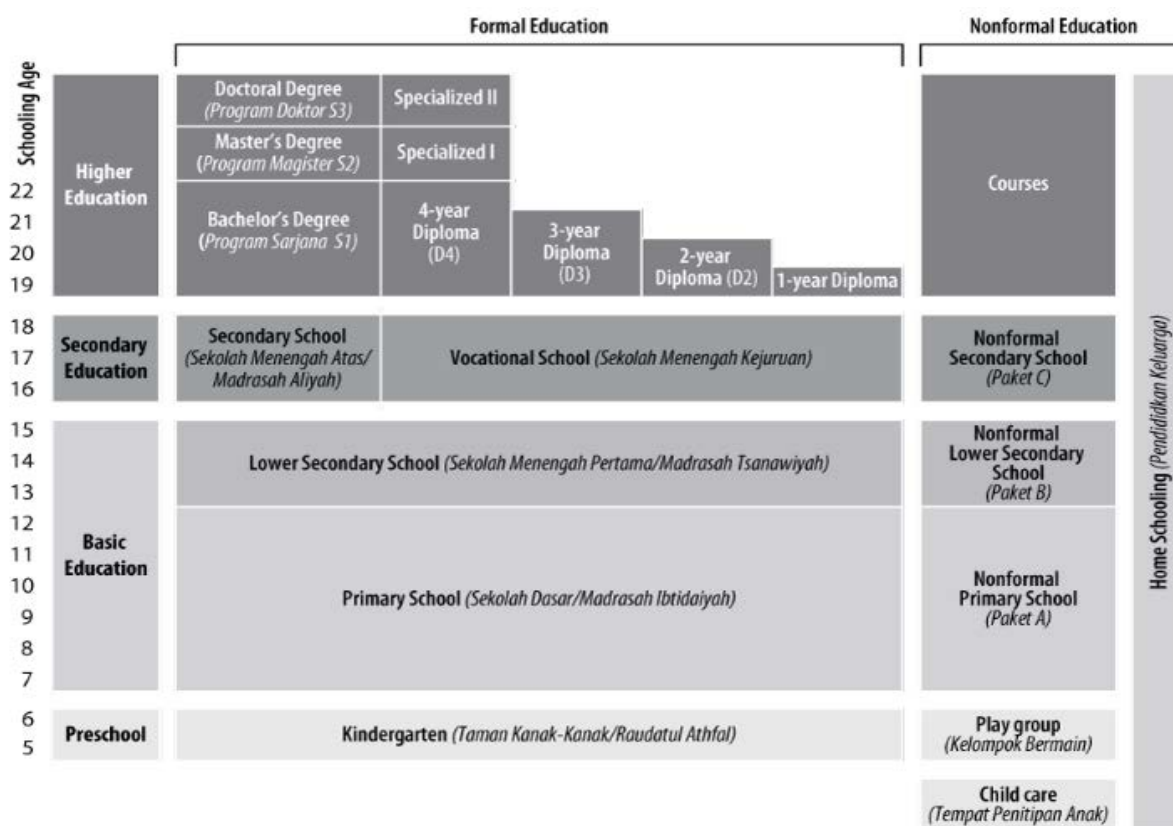 Formal Education
Nonformal Education
Schooling Age
Higher
Education
Doctoral Degree
(Program Doktor S3)
Specialized II
Master's Degree
(Program Magister S2)
Specialized I
Bachelor's Degree
(Program Sarjana S1)
4-year
Diploma
(D4)
3-year
Diploma
(D3)
2-year
Diploma (D2)
1-year Diploma
Courses
22
21
20
19
18
17
16
Secondary
Education
Secondary School
(Sekolah Menengah Atas/
Madrasah Aliyah)
Vocational School (Sekolah Menengah Kejuruan)
Nonformal
Secondary School
(Paket C)
15
14
13
12
11
10
9
8
7
Basic
Education
Lower Secondary School (Sekolah Menengah Pertama/Madrasah Tsanawiyah)
Nonformal
Lower Secondary
School
(Paket B)
Primary School (Sekolah Dasar/Madrasah Ibtidaiyah)
Nonformal
Primary School
(Paket A)
6
5
Preschool
Kindergarten (Taman Kanak-Kanak/Raudatul Athfal)
Play group
(Kelompok Bermain)
Child care
(Tempat Penitipan Anak)
Home Schooling (Pendididkan Keluarga)